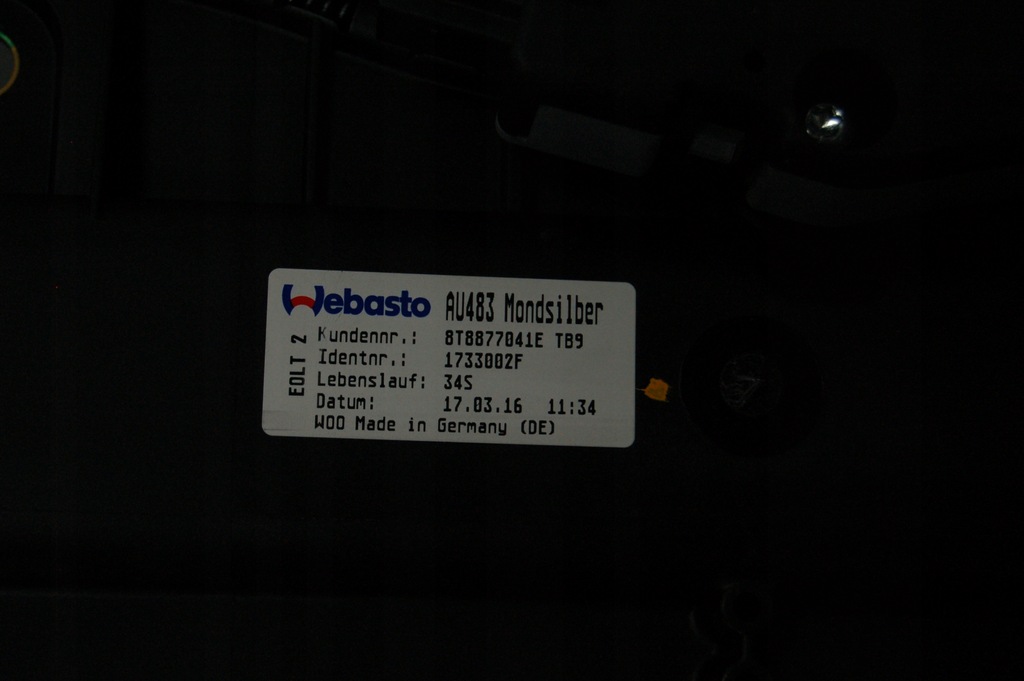 Webasto AU483 Mondsilber
Kundennr.: 8T8877041E TB9
Identnr.: 1733002F
Lebenslauf: 34S
Datum: 17.03.16 11:34
WOO Made in Germany (DE)
EOLT 2